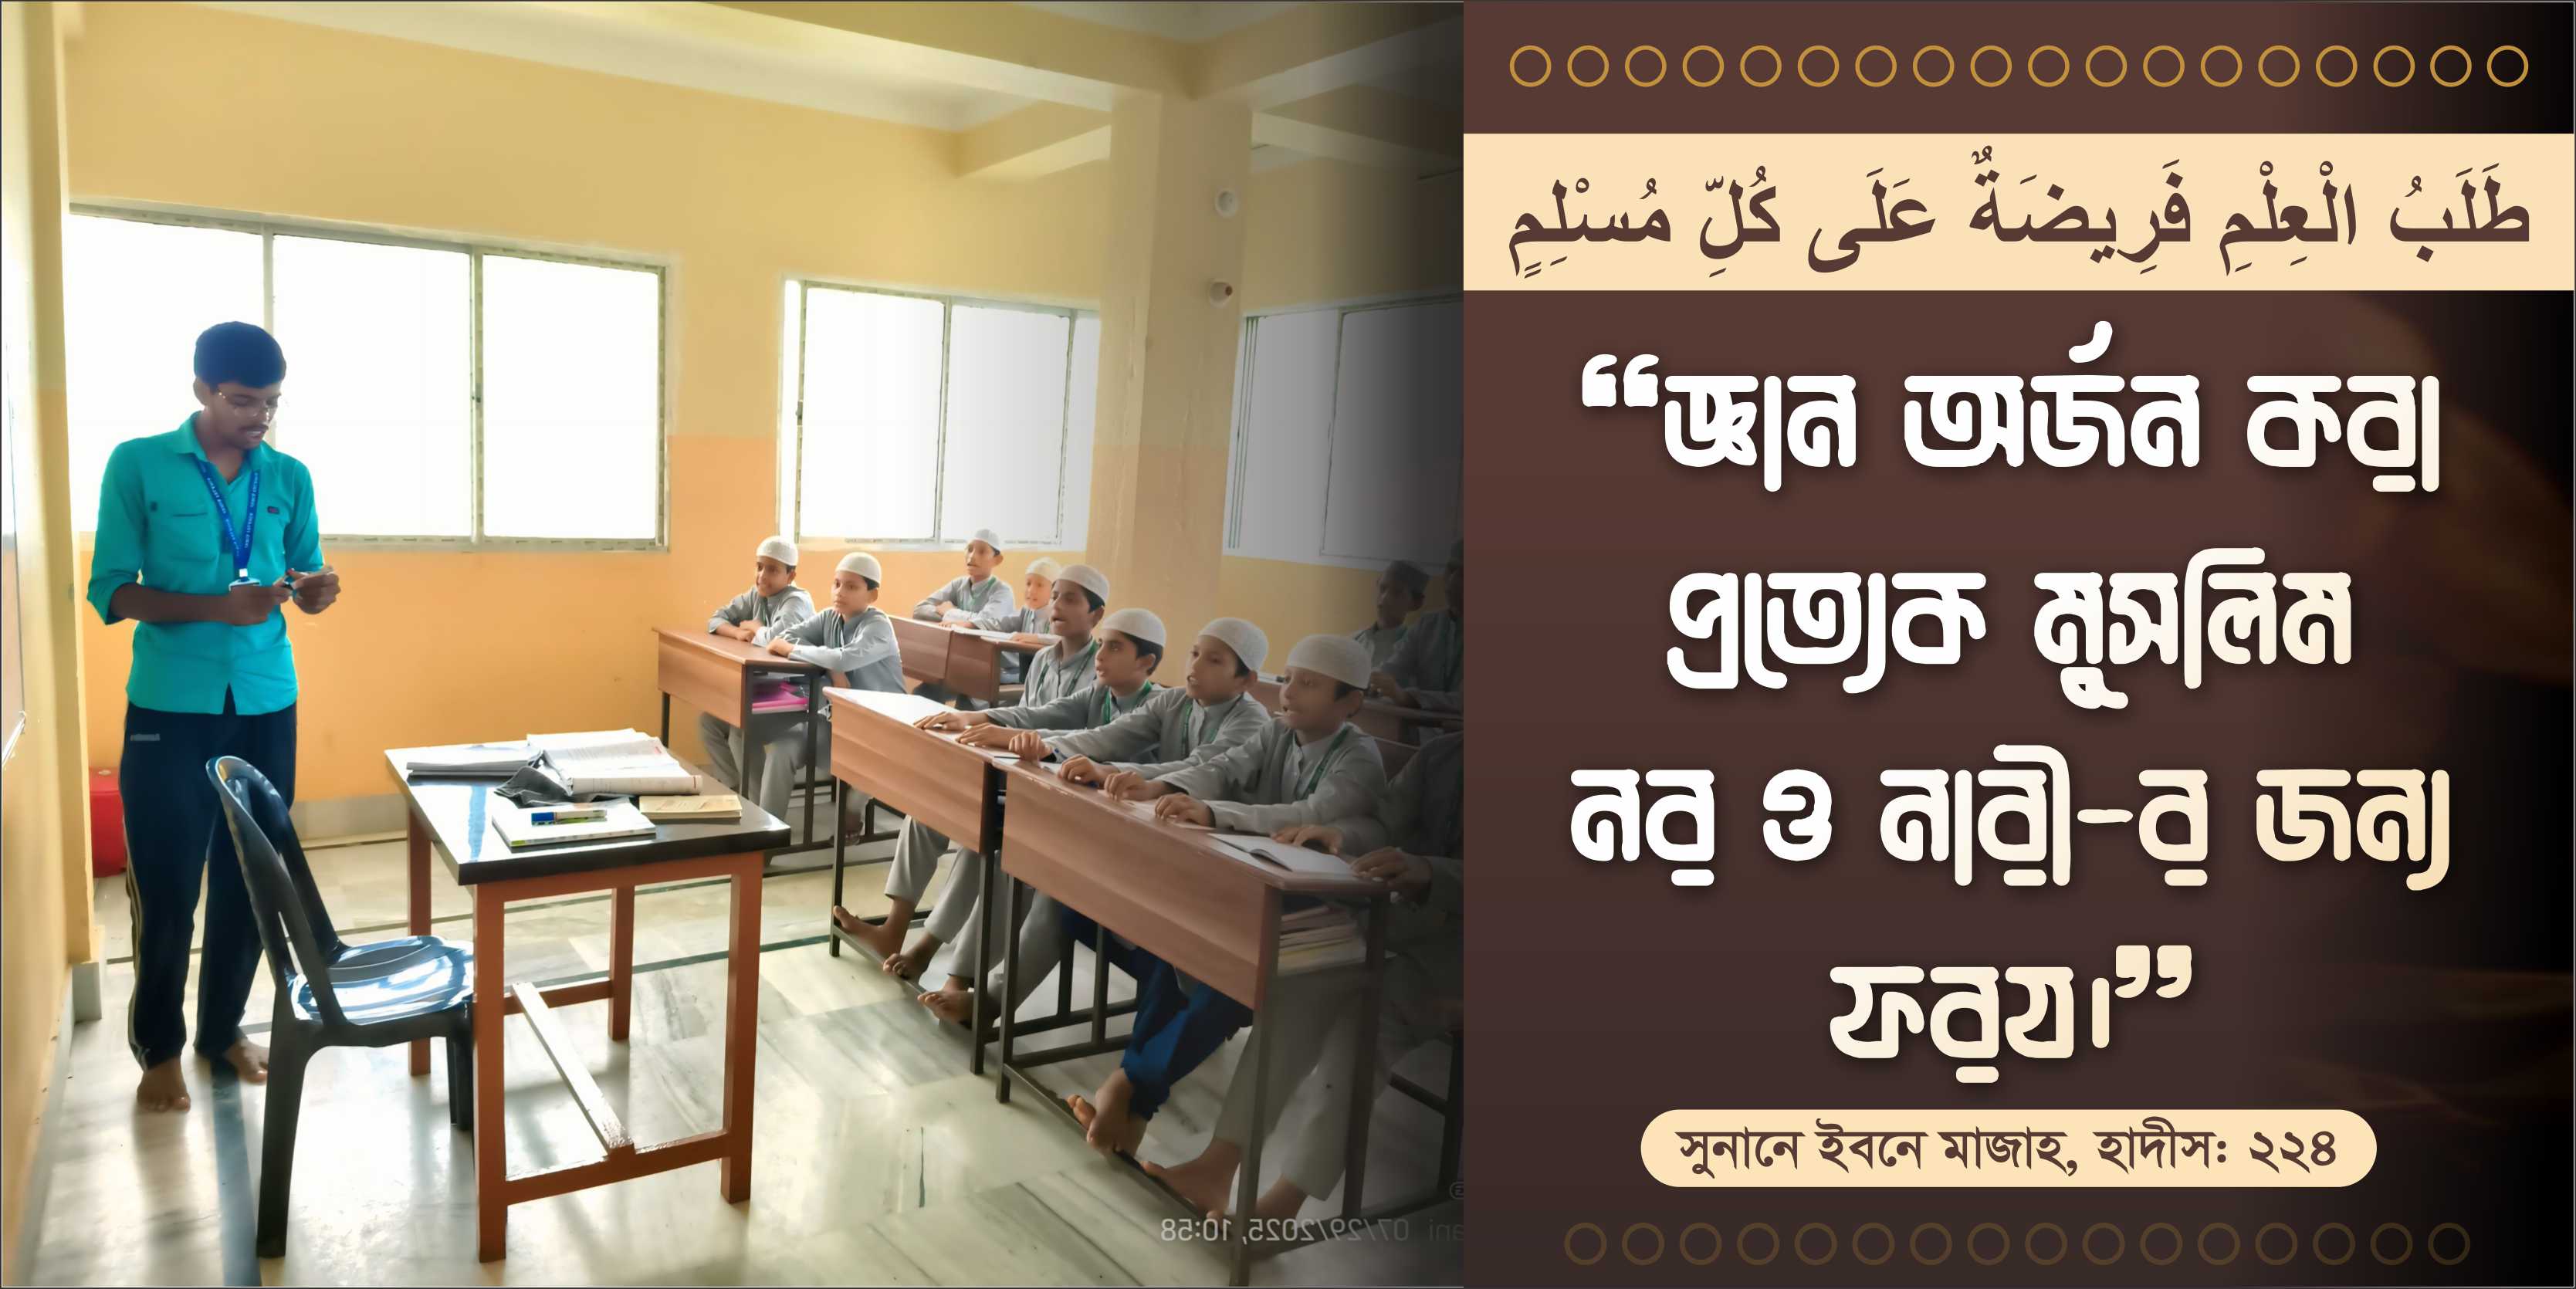 طَلَبُ الْعِلْمِ فَرِيضَةٌ عَلَى كُلِّ مُسْلِمٍ
“জ্ঞান অর্জন করা
প্রত্যেক মুসলিম
নর ও নারী-র জন্য
ফরয।”
সুনানে ইবনে মাজাহ, হাদীস: ২২৪
07/29/2025, 10:58